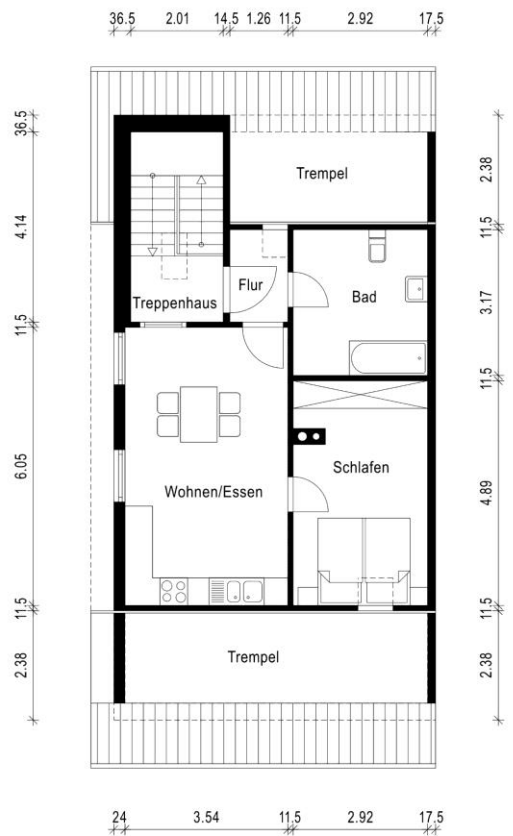 36.5 2.01 14.5 1.26 11.5 2.92 17.5
36.5
4.14
11.5
6.05
11.5
2.38
Trempel
Flur
Treppenhaus
Bad
Wohnen/Essen
Schlafen
Trempel
2.38
11.5
3.17
11.5
4.89
11.5
2.38
24 3.54 11.5 2.92 17.5